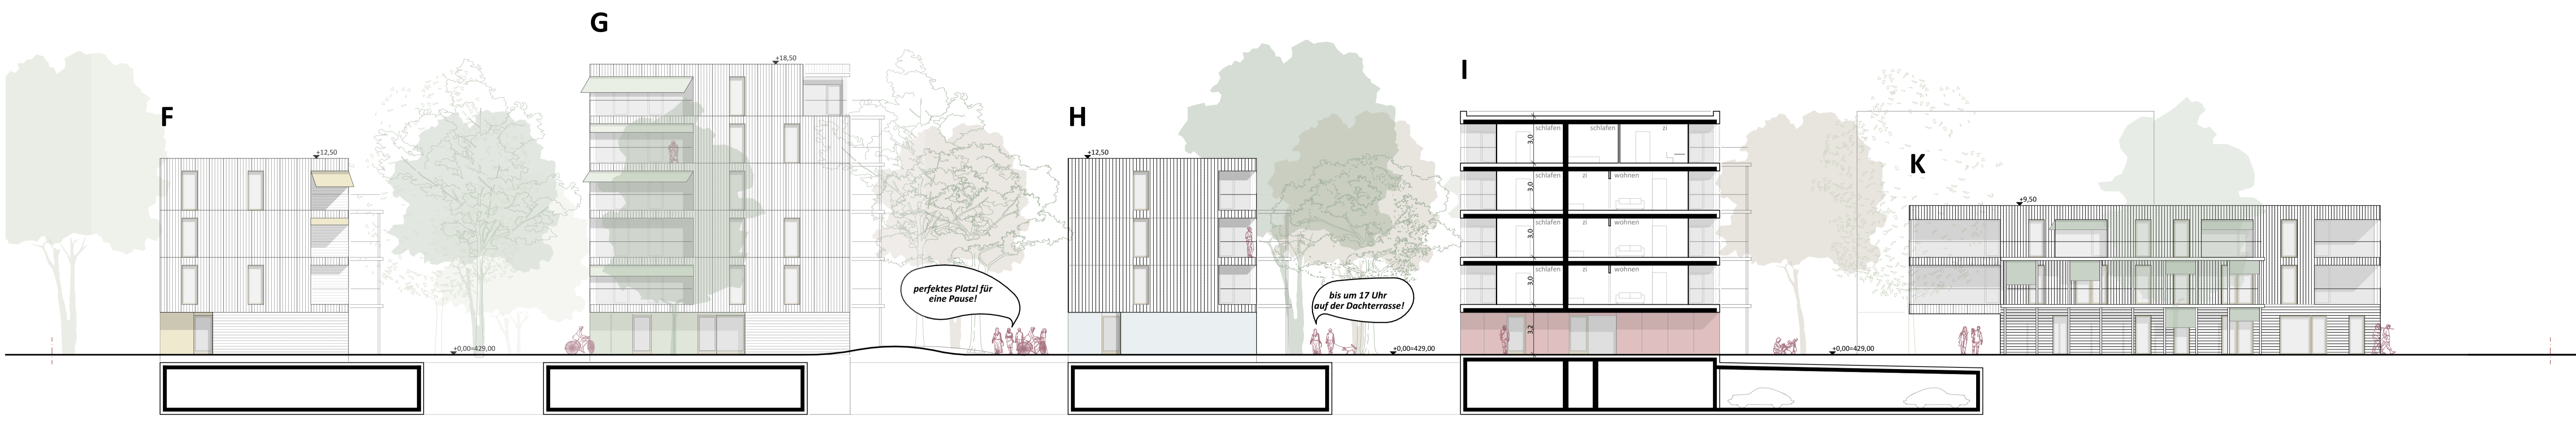 G
I
F
H
K
+18,50
+12,50
+12,50
+9,50
schlafen schlafen zi
3,0
schlafen zi wohnen
3,0
schlafen zi wohnen
3,0
schlafen zi wohnen
3,0
3,2
perfektes Platzl für
eine Pause!
bis um 17 Uhr
auf der Dachterrasse!
+0,00=429,00
+0,00=429,00
+0,00=429,00